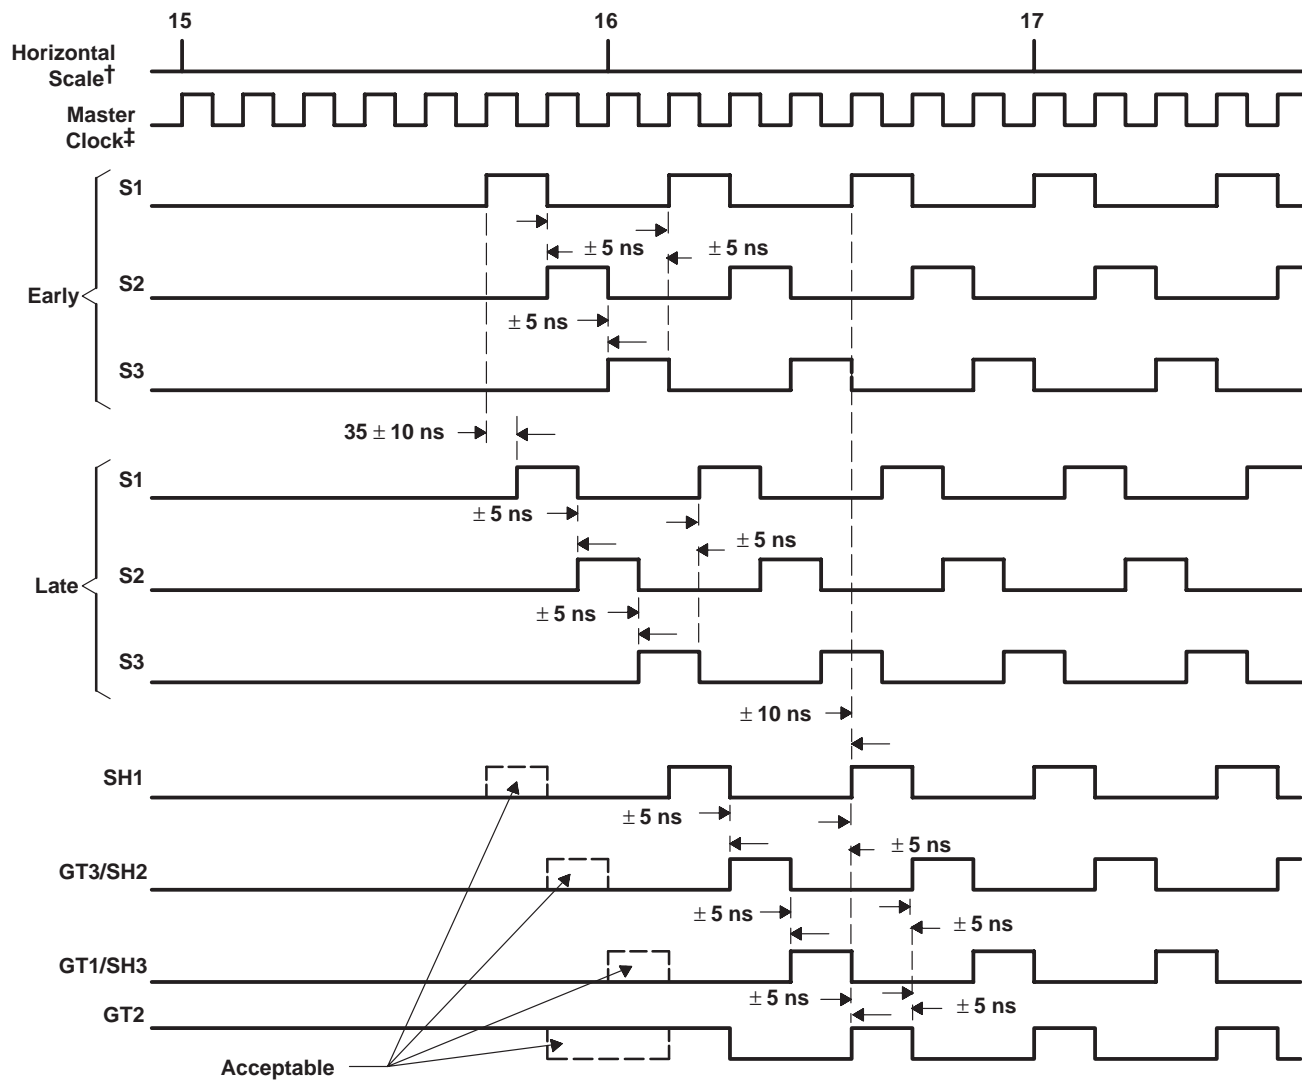 15 16 17
Horizontal
Scale†
Master
Clock‡
S1
± 5 ns ± 5 ns
S2
Early
± 5 ns
S3
35 ± 10 ns
S1
± 5 ns
± 5 ns
S2
Late
± 5 ns
S3
± 10 ns
SH1
± 5 ns
± 5 ns
GT3/SH2
± 5 ns
± 5 ns
GT1/SH3
± 5 ns
± 5 ns
GT2
Acceptable